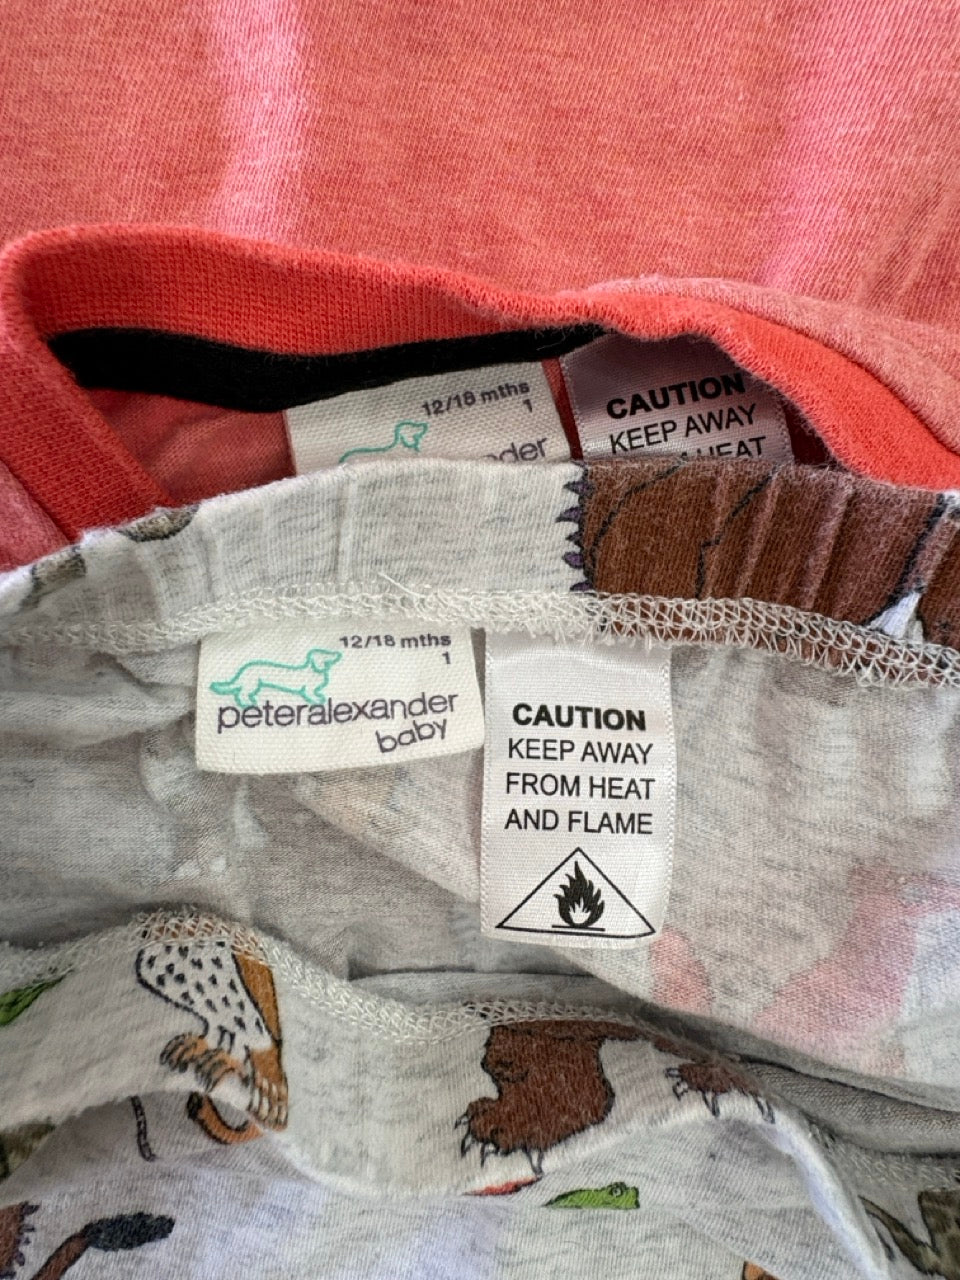 12/18 mths
1
CAUTION
KEEP AWAY
HEAT
12/18 mths
1
peteralexander
baby
CAUTION
KEEP AWAY
FROM HEAT
AND FLAME